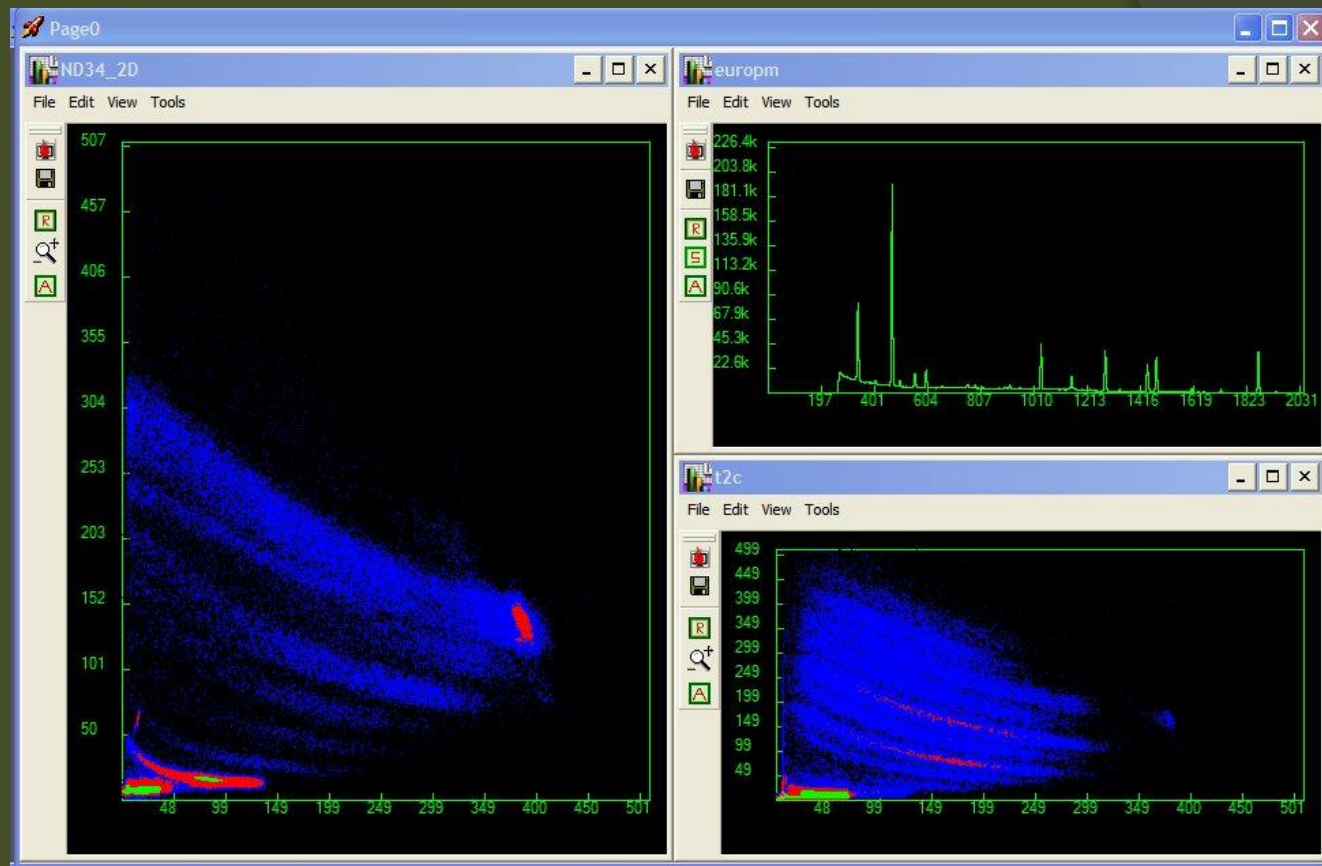 Page0
ND34_2D
File Edit View Tools
507
457
406
355
304
253
203
152
101
50
48 99 149 199 249 299 349 400 450 501
R
A
europm
File Edit View Tools
226.4k
203.8k
181.1k
158.5k
135.9k
113.2k
90.6k
67.9k
45.3k
22.6k
197 401 604 807 1010 1213 1416 1619 1823 2031
R
S
A
t2c
File Edit View Tools
499
449
399
349
299
249
199
149
99
49
48 99 149 199 249 299 349 400 450 501
R
A